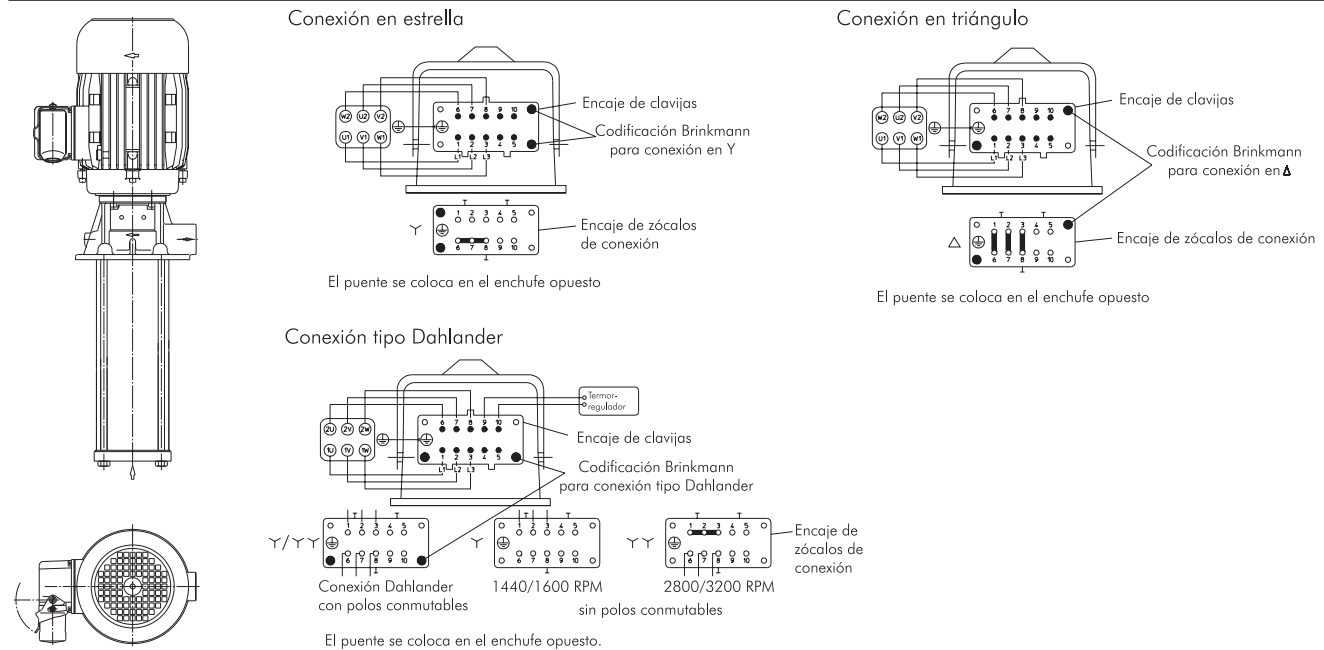 Conexión en estrella
6 7 8 9 10
W2 U2 V2
U1 V1 W1
1 2 3 4 5
L1 L2 L3
Encaje de clavijas
Codificación Brinkmann
para conexión en Y
1 2 3 4 5
6 7 8 9 10
Encaje de zócalos
de conexión
El puente se coloca en el enchufe opuesto
Conexión en triángulo
6 7 8 9 10
W2 U2 V2
U1 V1 W1
1 2 3 4 5
L1 L2 L3
Encaje de clavijas
Codificación Brinkmann
para conexión en Δ
1 2 3 4 5
6 7 8 9 10
Encaje de zócalos de conexión
El puente se coloca en el enchufe opuesto
Conexión tipo Dahlander
Termor-
regulador
6 7 8 9 10
2U 2V 2W
1U 1V 1W
1 2 3 4 5
L1 L2 L3
Encaje de clavijas
Codificación Brinkmann
para conexión tipo Dahlander
Y/YY
1 2 3 4 5
6 7 8 9 10
Conexión Dahlander
con polos conmutables
Y
1 2 3 4 5
6 7 8 9 10
1440/1600 RPM
YY
1 2 3 4 5
6 7 8 9 10
2800/3200 RPM
sin polos conmutables
Encaje de
zócalos de
conexión
El puente se coloca en el enchufe opuesto.